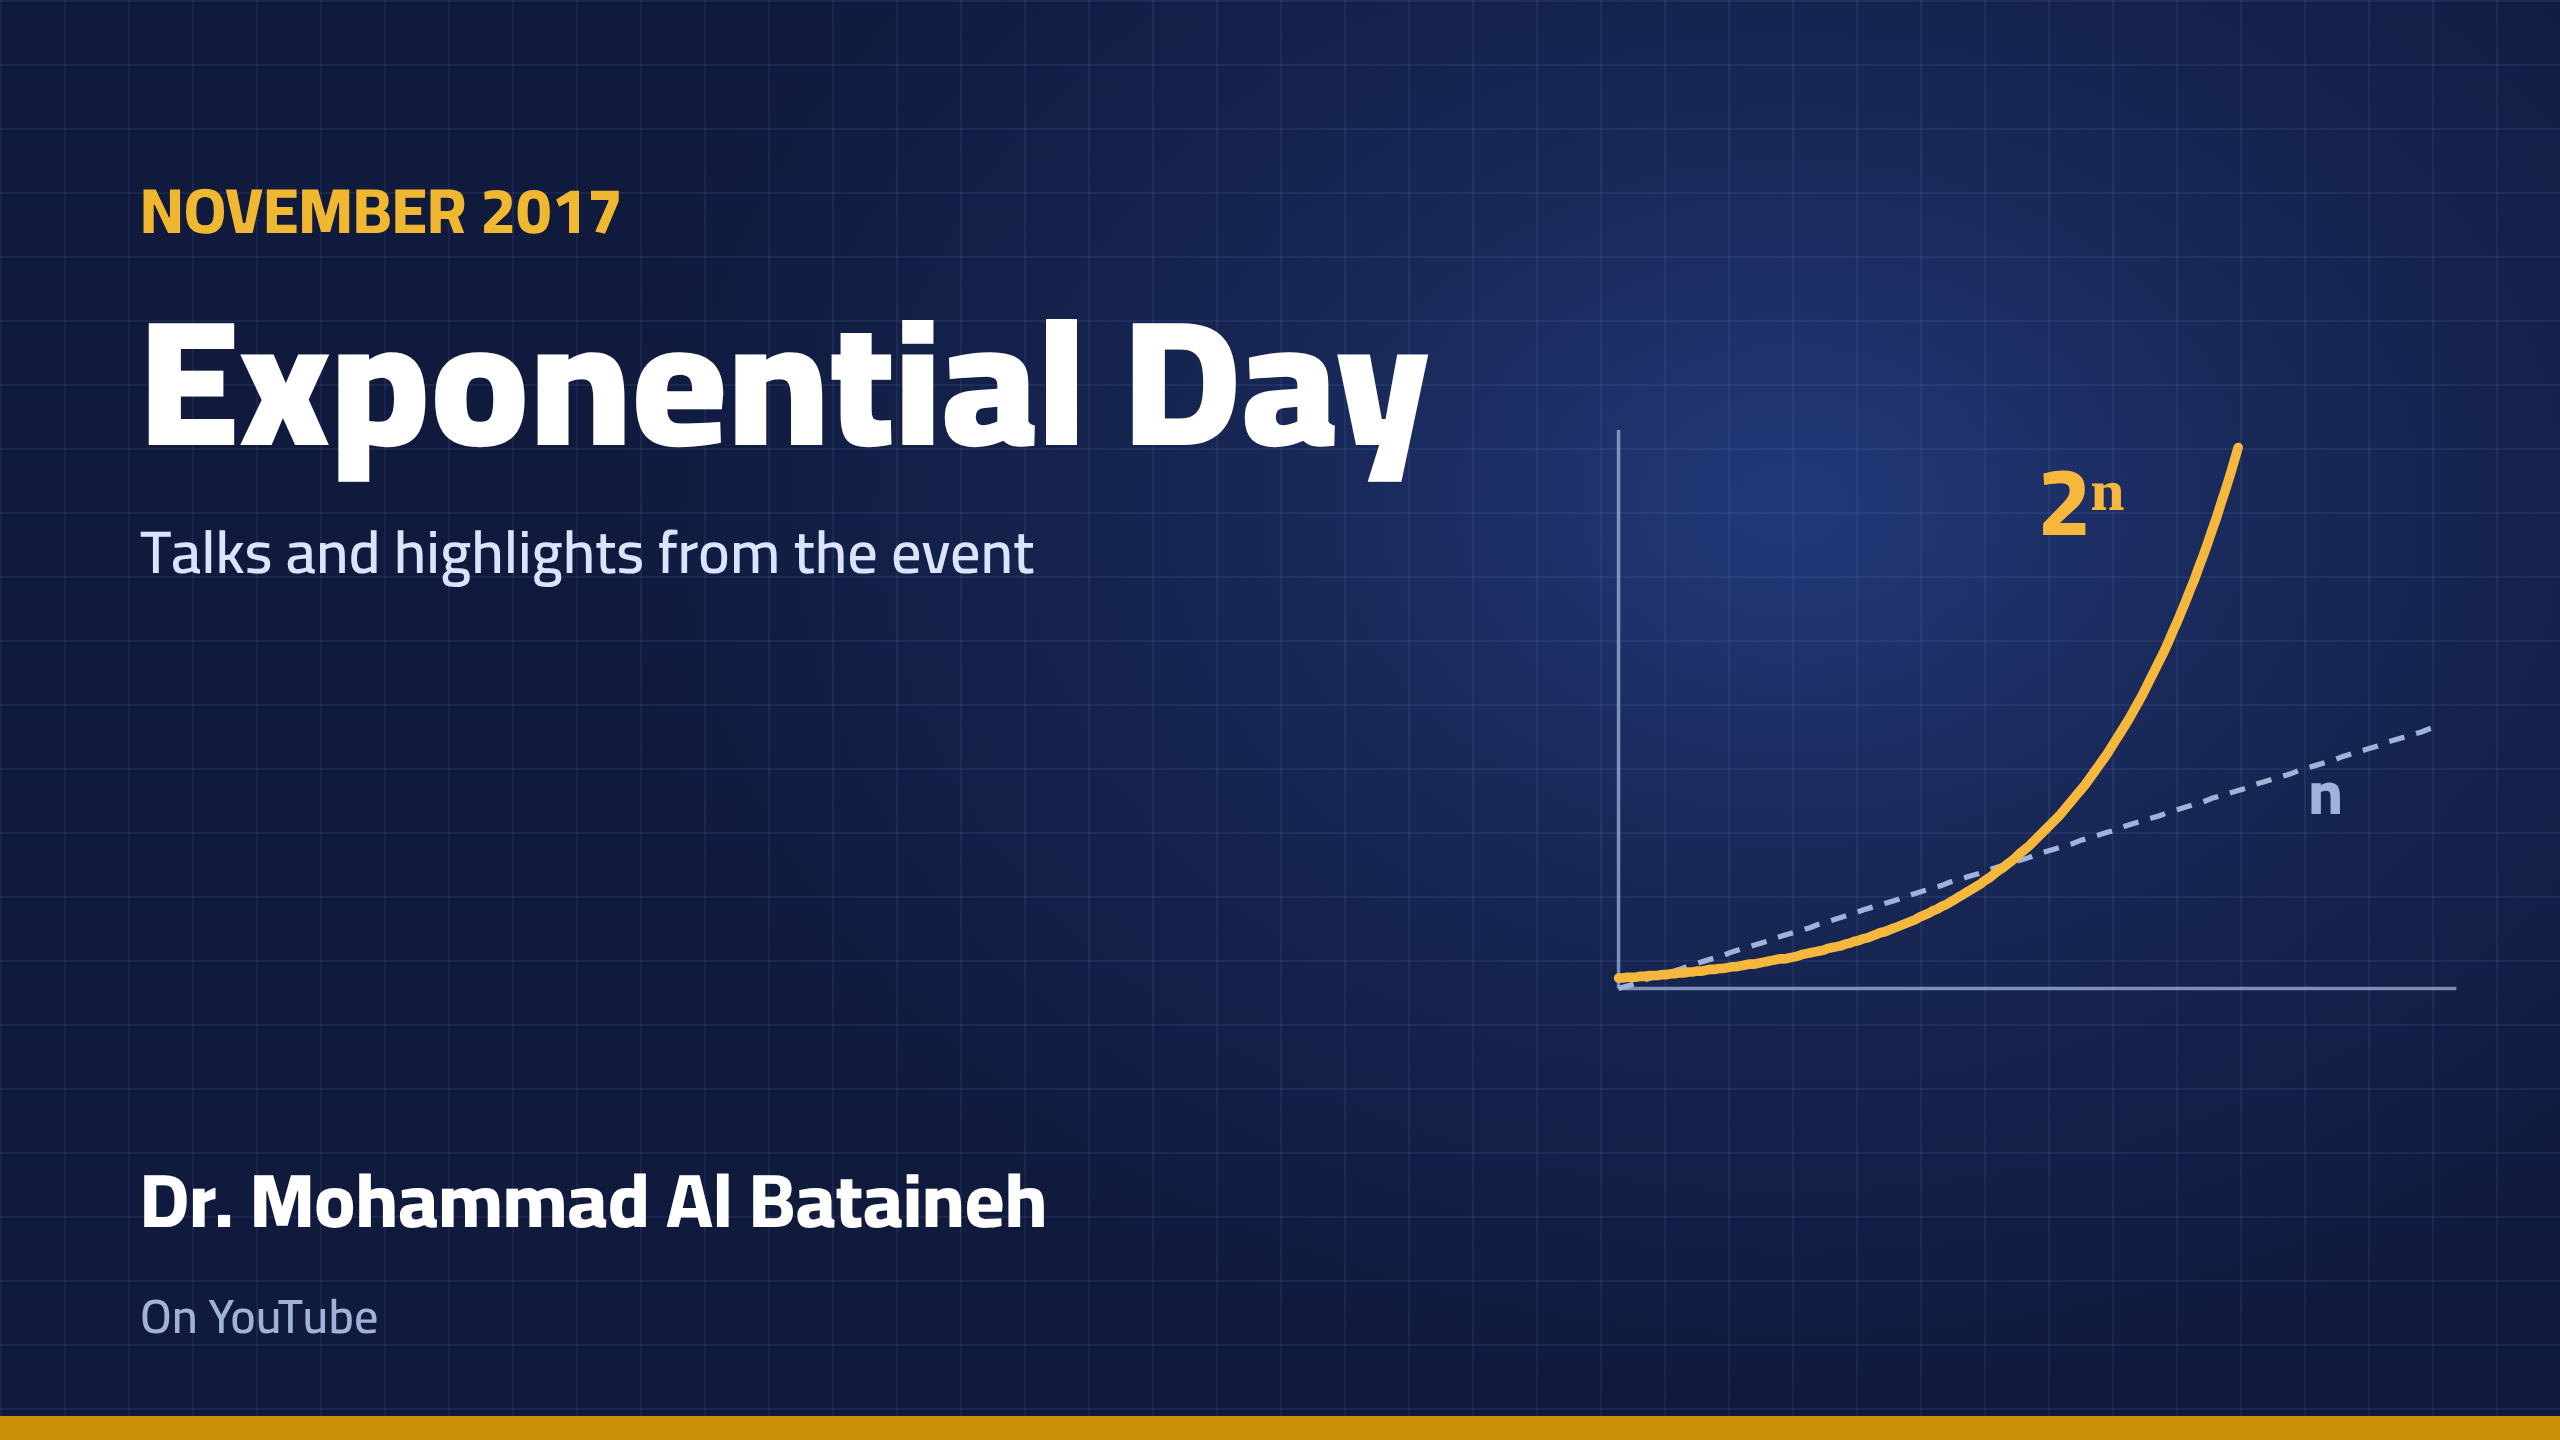 NOVEMBER 2017
Exponential Day
Talks and highlights from the event
2ⁿ
n
Dr. Mohammad Al Bataineh
On YouTube